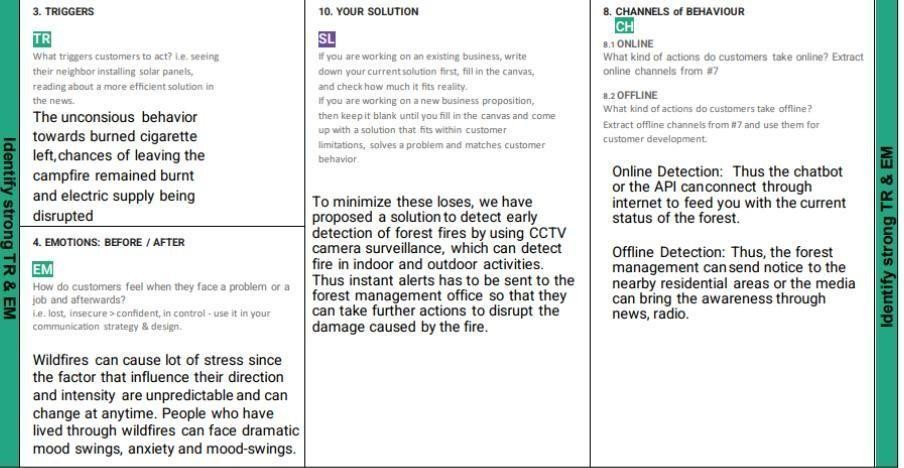 Identify strong TR & EM
3. TRIGGERS
TR
What triggers customers to act? i.e. seeing
their neighbor installing solar panels,
reading about a more efficient solution in
the news.
The unconsious behavior
towards burned cigarette
left,chances of leaving the
campfire remained burnt
and electric supply being
disrupted
4. EMOTIONS: BEFORE / AFTER
EM
How do customers feel when they face a problem or a
job and afterwards?
i.e. lost, insecure > confident, in control - use it in your
communication strategy & design.
Wildfires can cause lot of stress since
the factor that influence their direction
and intensity are unpredictable and can
change at anytime. People who have
lived through wildfires can face dramatic
mood swings, anxiety and mood-swings.
10. YOUR SOLUTION
SL
If you are working on an existing business, write
down your current solution first, fill in the canvas,
and check how much it fits reality.
If you are working on a new business proposition,
then keep it blank until you fill in the canvas and come
up with a solution that fits within customer
limitations, solves a problem and matches customer
behavior.
To minimize these loses, we have
proposed a solution to detect early
detection of forest fires by using CCTV
camera surveillance, which can detect
fire in indoor and outdoor activities.
Thus instant alerts has to be sent to the
forest management office so that they
can take further actions to disrupt the
damage caused by the fire.
8. CHANNELS of BEHAVIOUR
CH
8.1 ONLINE
What kind of actions do customers take online? Extract
online channels from #7
8.2 OFFLINE
What kind of actions do customers take offline?
Extract offline channels from #7 and use them for
customer development.
Online Detection: Thus the chatbot
or the API can connect through
internet to feed you with the current
status of the forest.
Offline Detection: Thus, the forest
management can send notice to the
nearby residential areas or the media
can bring the awareness through
news, radio.
Identify strong TR & EM